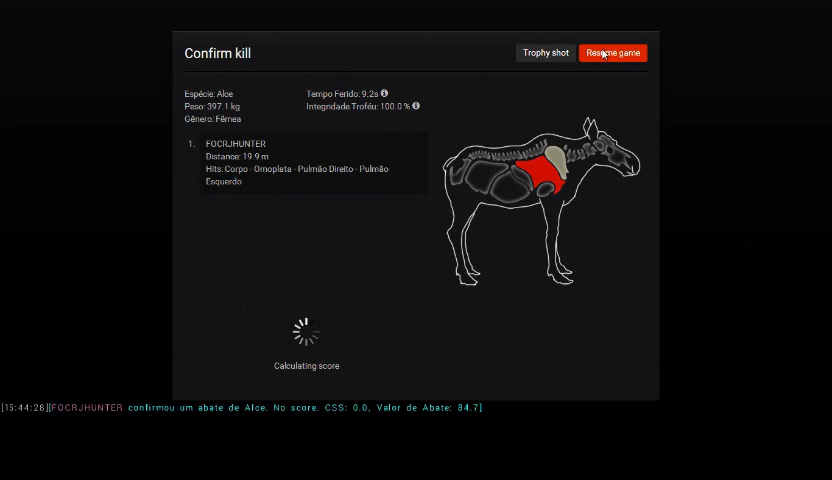 Confirm kill
Trophy shot
Resume game
Espécie: Alce
Tempo Ferido: 9.2s
Peso: 397.1 kg
Integridade Troféu: 100.0 %
Gênero: Fêmea
1. FOCRJHUNTER
Distance: 19.9 m
Hits: Corpo - Omoplata - Pulmão Direito - Pulmão
Esquerdo
Calculating score
[15:44:28][FOCRJHUNTER confirmou um abate de Alce. No score. CSS: 0.0, Valor de Abate: 84.7]